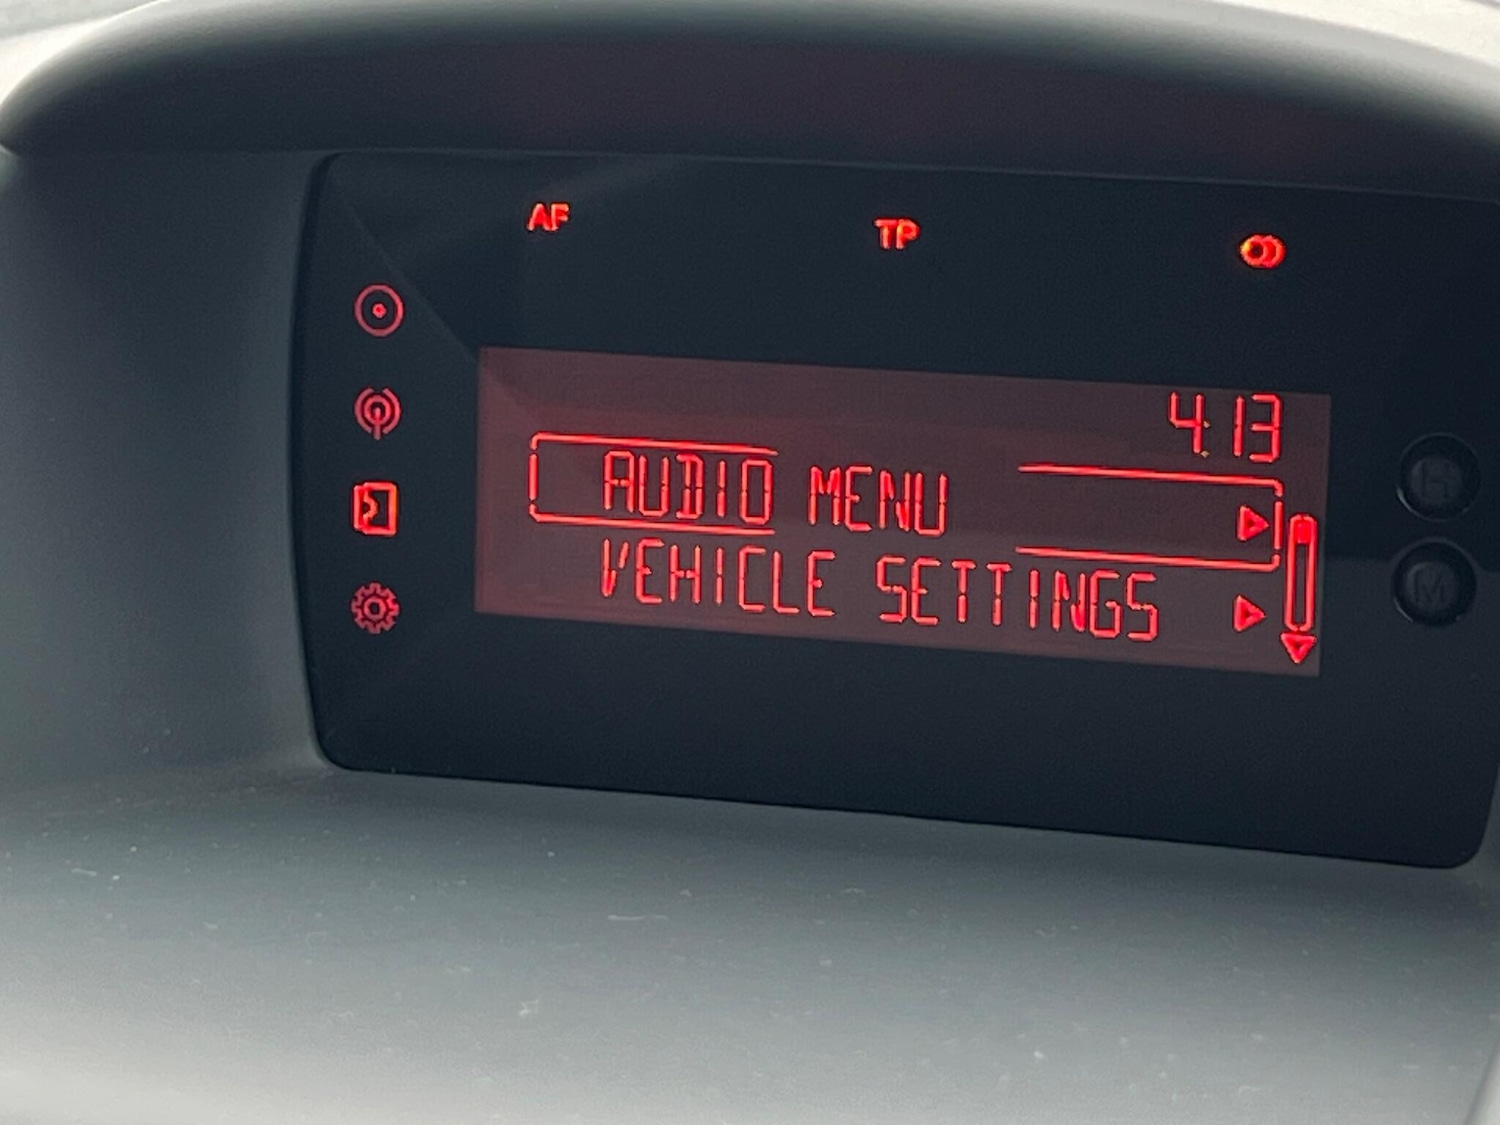 AF TP
4:13
AUDIO MENU
VEHICLE SETTINGS
H
M